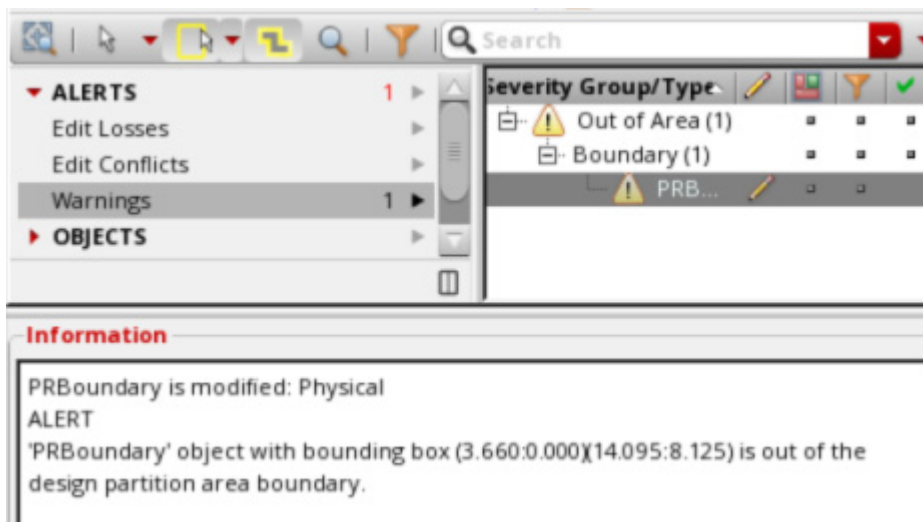 Search
ALERTS 1
Edit Losses
Edit Conflicts
Warnings 1
OBJECTS
Severity Group/Type
Out of Area (1)
Boundary (1)
PRB...
Information
PRBoundary is modified: Physical
ALERT
'PRBoundary' object with bounding box (3.660:0.000)(14.095:8.125) is out of the
design partition area boundary.